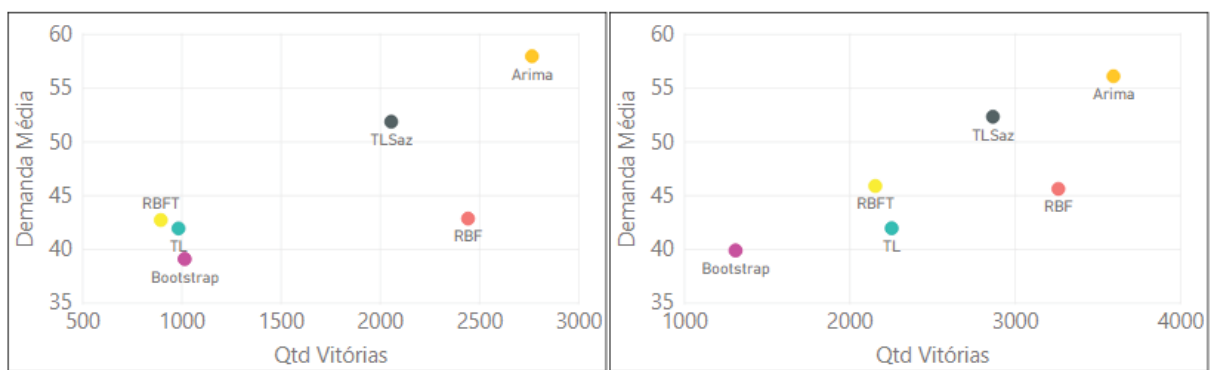 60
55
50
45
40
35
Demanda Média
Arima
TLSaz
RBFT
TL
RBF
Bootstrap
500
1000
1500
2000
2500
3000
Qtd Vitórias
60
55
50
45
40
35
Demanda Média
Arima
TLSaz
RBFT
RBF
TL
Bootstrap
1000
2000
3000
4000
Qtd Vitórias